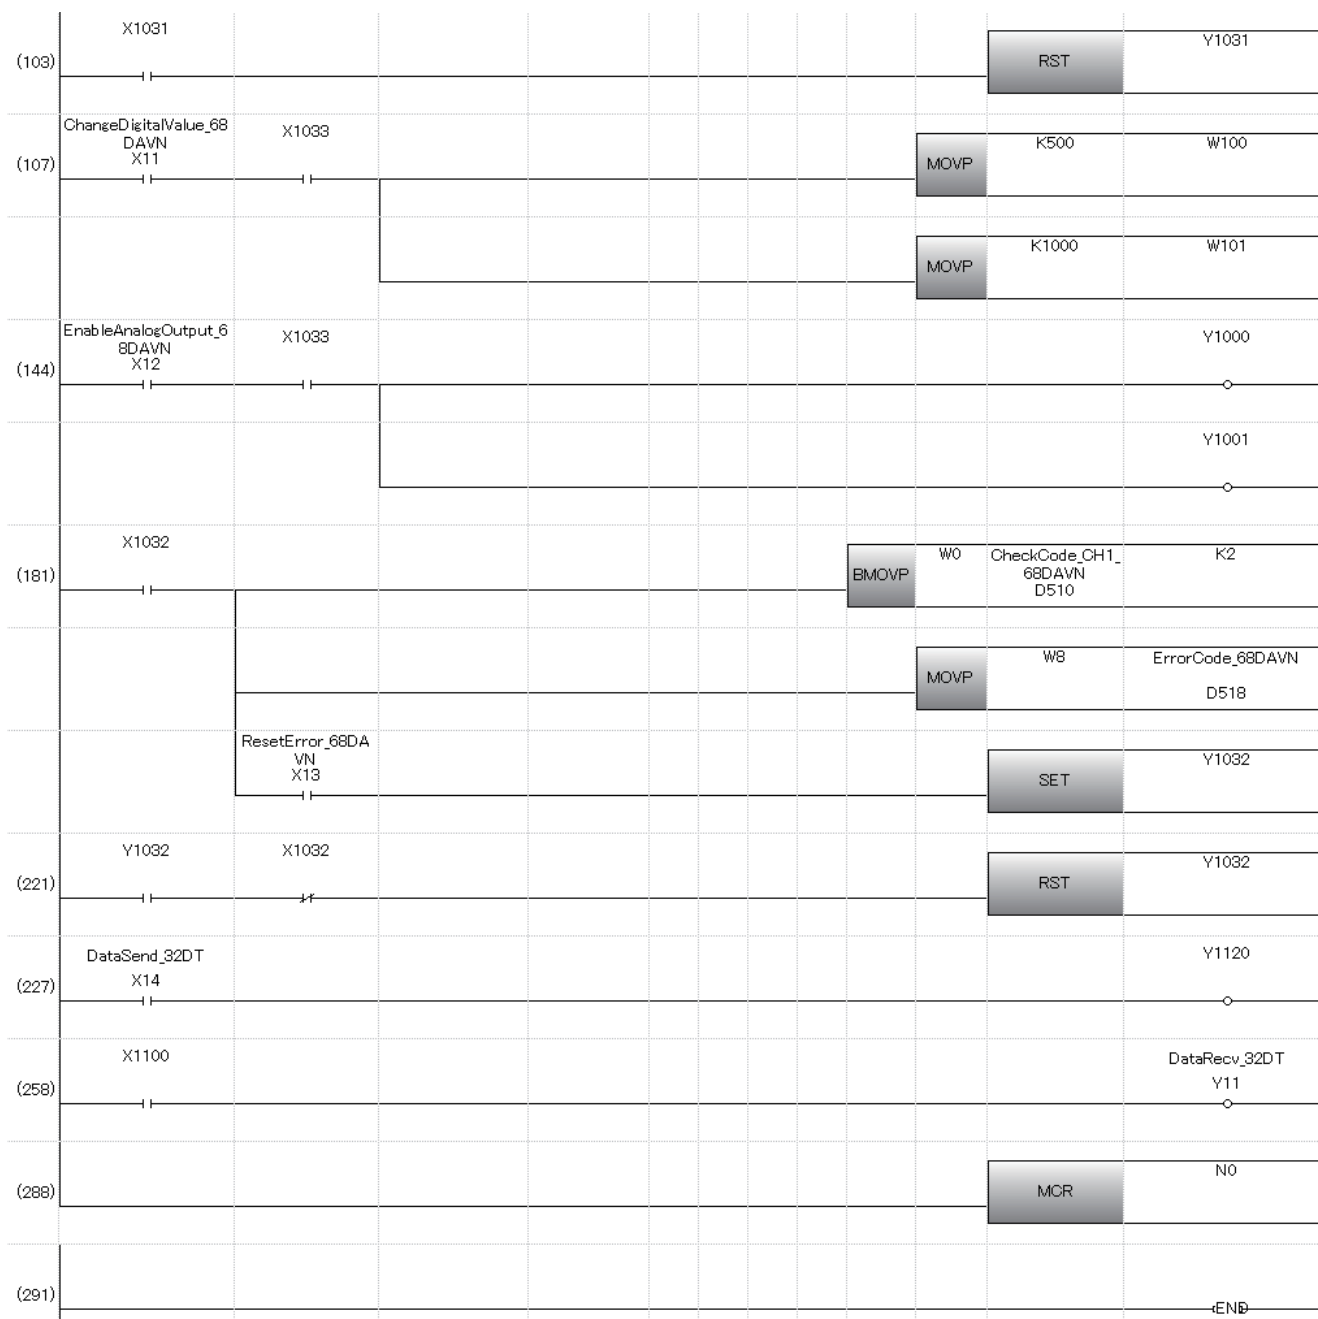 X1031
Y1031
(103)
RST
ChangeDigitalValue_68
DAVN
X11
X1033
K500
W100
(107)
MOVP
K1000
W101
MOVP
EnableAnalogOutput_6
8DAVN
X12
X1033
Y1000
(144)
Y1001
X1032
W0
CheckCode_CH1_
68DAVN
D510
K2
(181)
BMOVP
W8
ErrorCode_68DAVN
D518
MOVP
ResetError_68DA
VN
X13
Y1032
SET
Y1032
X1032
Y1032
(221)
RST
DataSend_32DT
X14
Y1120
(227)
X1100
DataRecv_32DT
Y11
(258)
N0
(288)
MCR
(291)
END